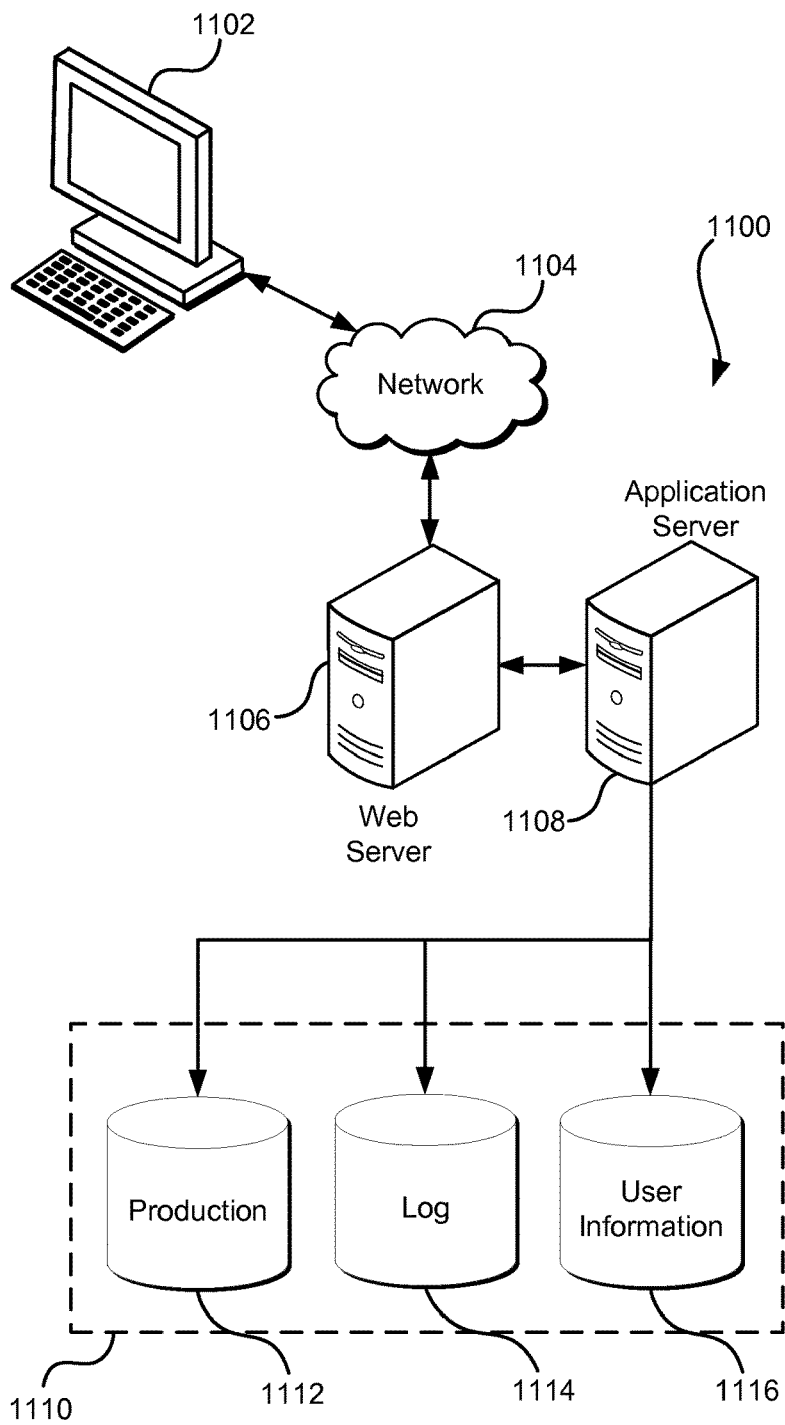 1102
1100
1104
Network
Application
Server
1106
Web
Server
1108
Production
Log
User
Information
1110
1112
1114
1116